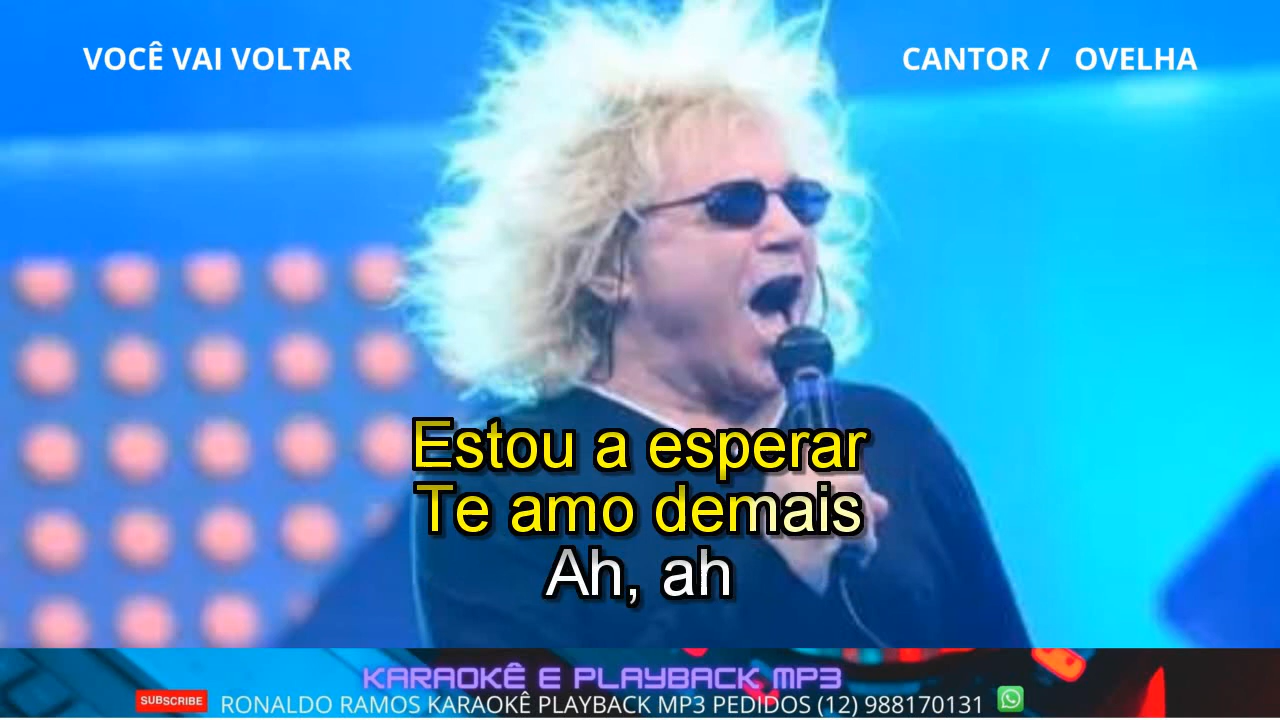 VOCÊ VAI VOLTAR
CANTOR / OVELHA
Estou a esperar
Te amo demais
Ah, ah
KARAOKÊ E PLAYBACK MP3
SUBSCRIBE
RONALDO RAMOS KARAOKÊ PLAYBACK MP3 PEDIDOS (12) 988170131